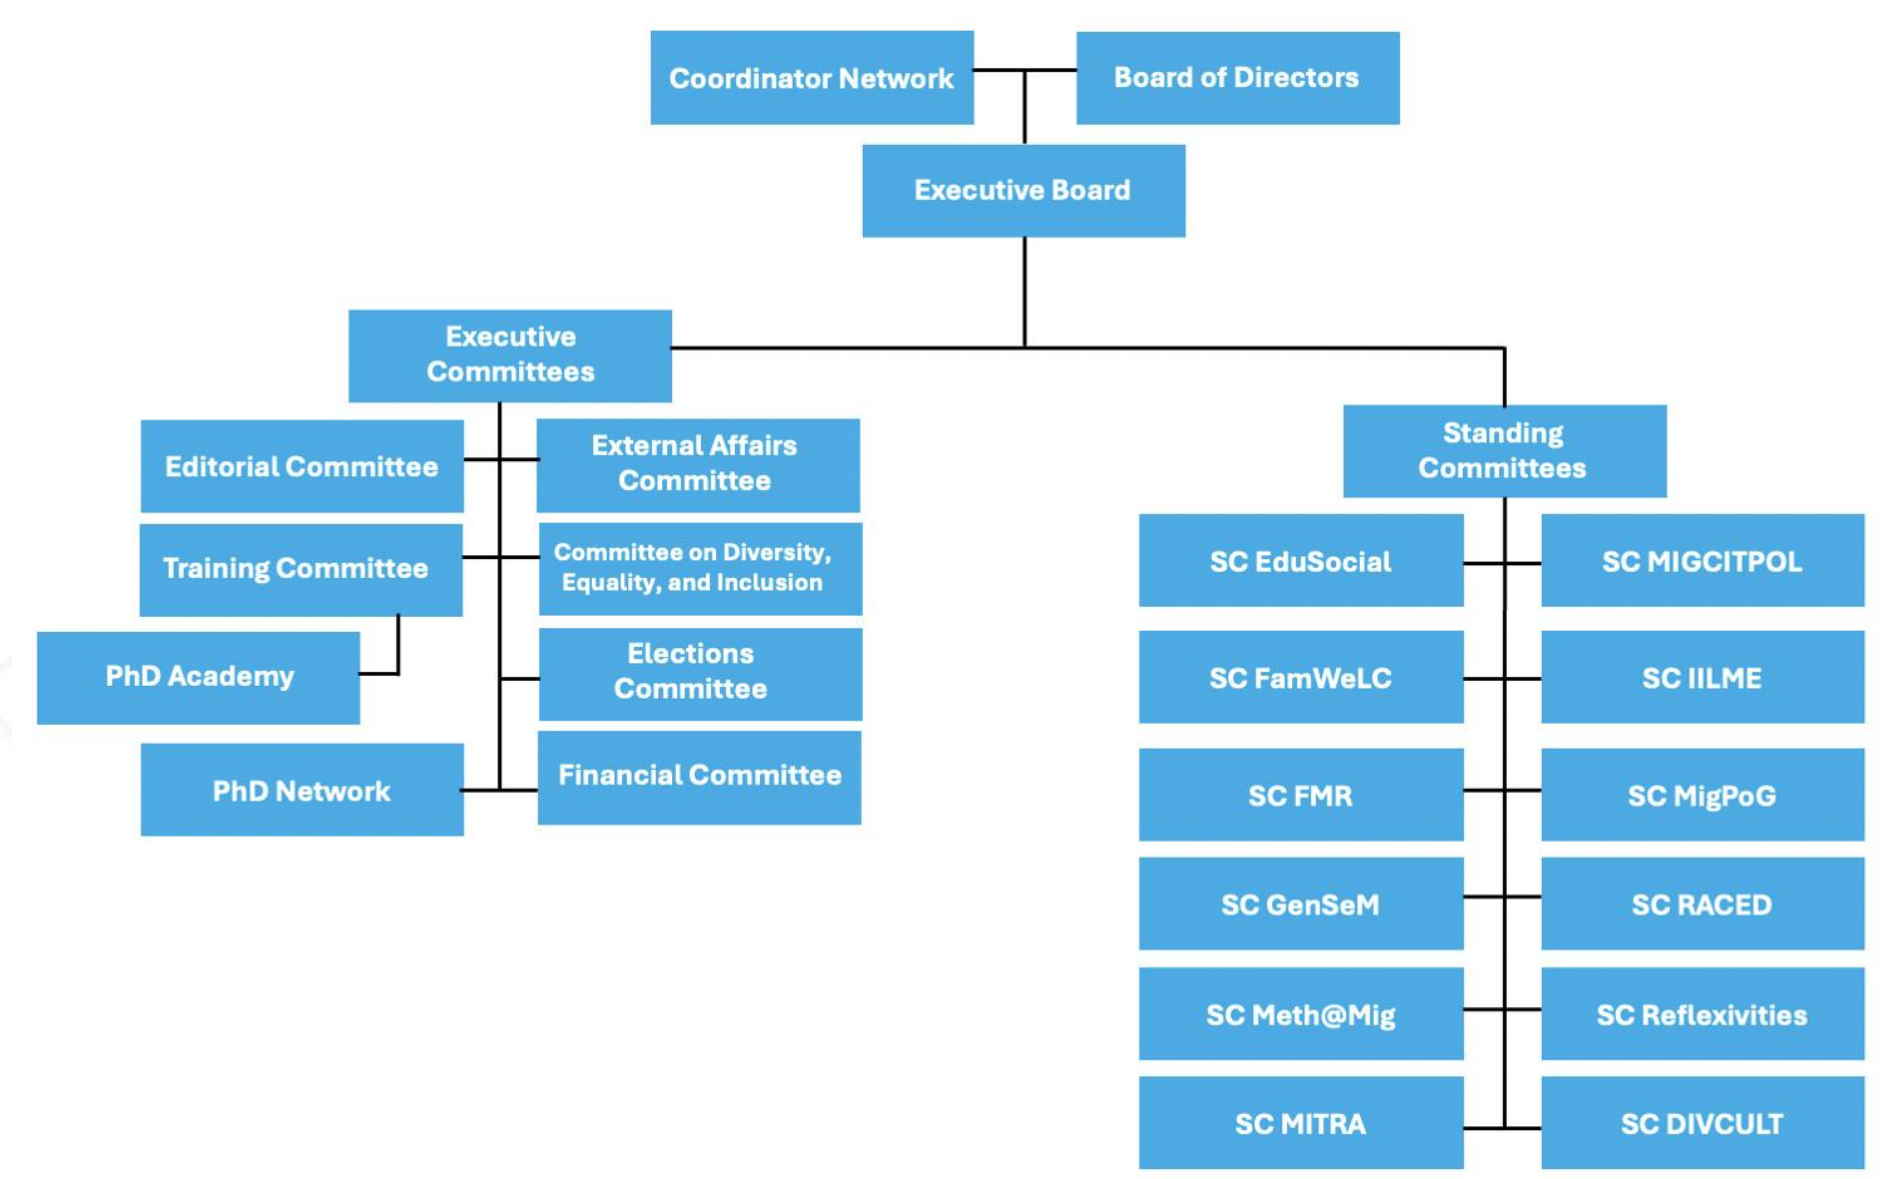 Coordinator Network
Board of Directors
Executive Board
Executive
Committees
Editorial Committee
External Affairs
Committee
Training Committee
Committee on Diversity,
Equality, and Inclusion
PhD Academy
Elections
Committee
PhD Network
Financial Committee
Standing
Committees
SC EduSocial
SC MIGCITPOL
SC FamWeLC
SC IILME
SC FMR
SC MigPoG
SC GenSeM
SC RACED
SC Meth@Mig
SC Reflexivities
SC MITRA
SC DIVCULT